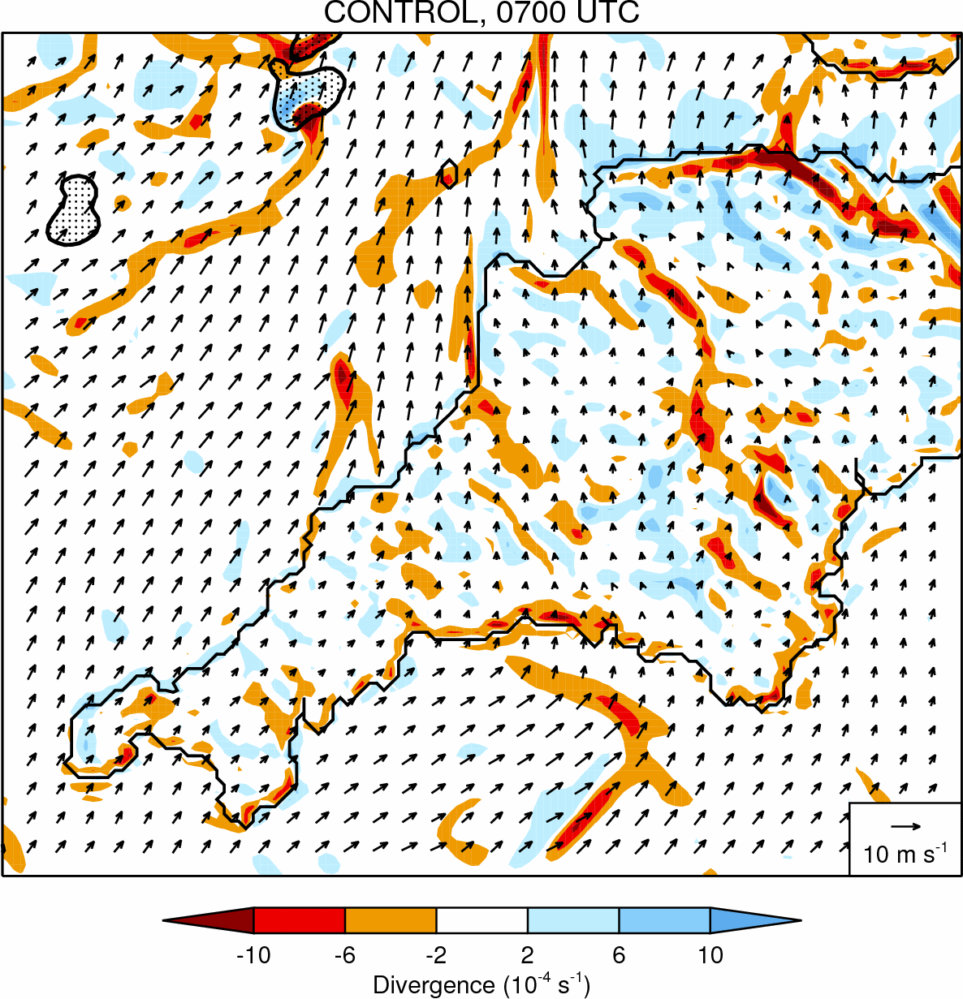 CONTROL, 0700 UTC
10 m s⁻¹
-10 -6 -2 2 6 10
Divergence (10⁻⁴ s⁻¹)